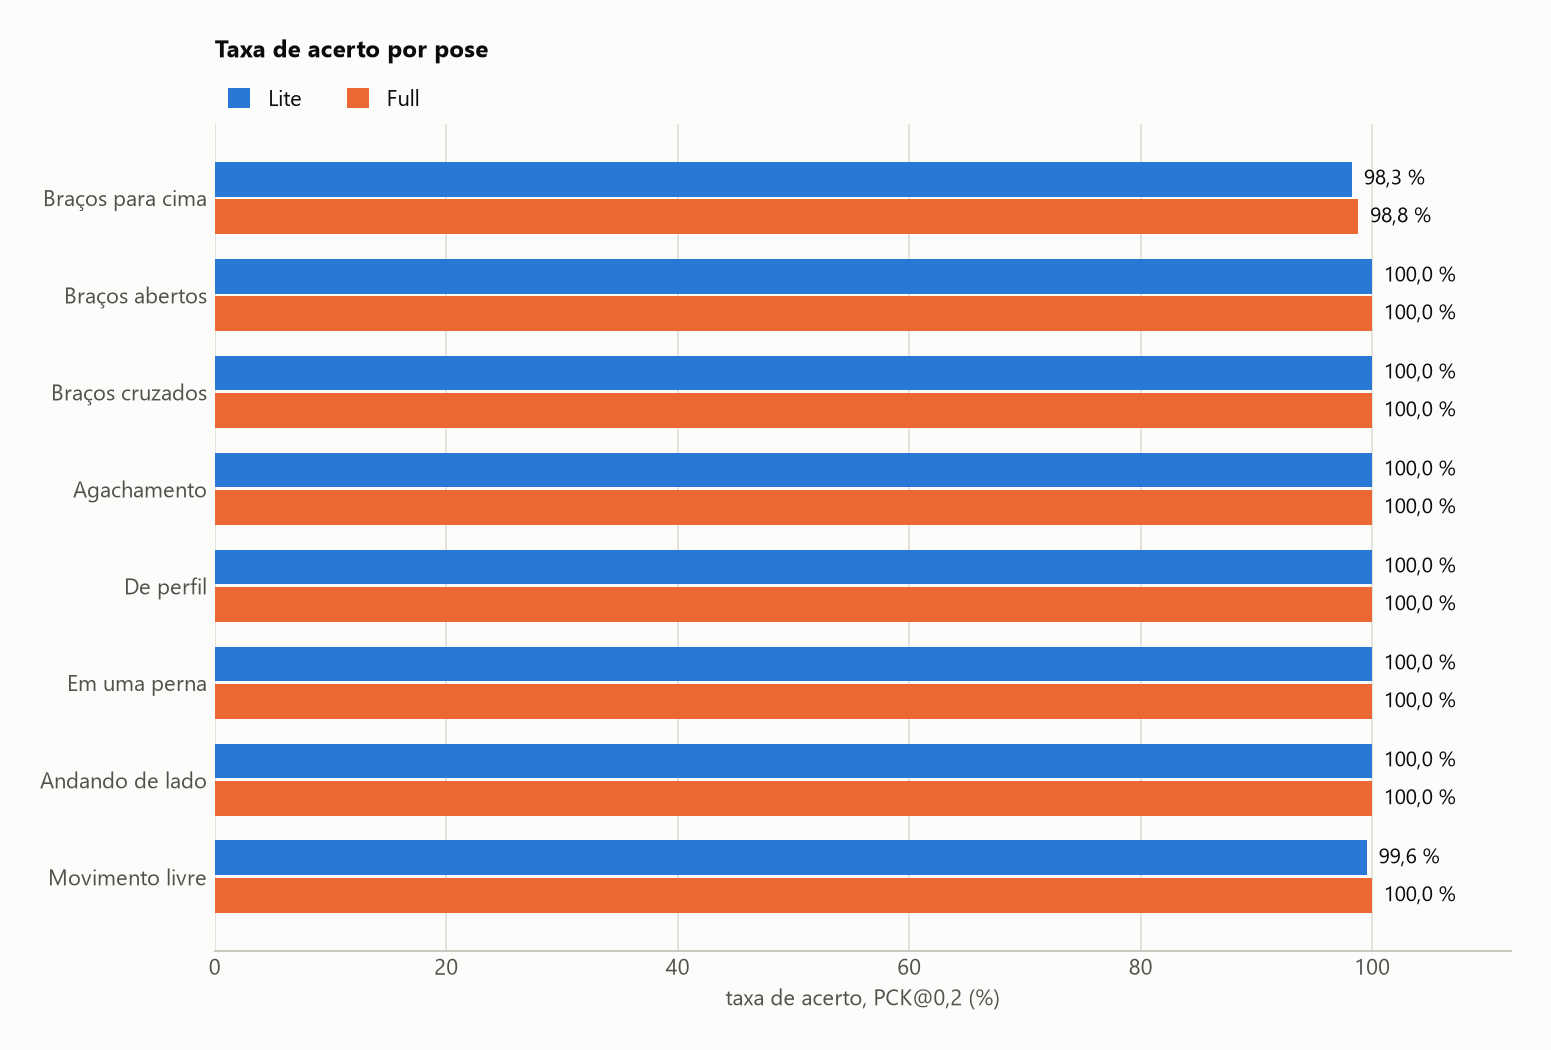 Taxa de acerto por pose
Lite Full
Braços para cima
98,3 %
98,8 %
Braços abertos
100,0 %
100,0 %
Braços cruzados
100,0 %
100,0 %
Agachamento
100,0 %
100,0 %
De perfil
100,0 %
100,0 %
Em uma perna
100,0 %
100,0 %
Andando de lado
100,0 %
100,0 %
Movimento livre
99,6 %
100,0 %
0 20 40 60 80 100
taxa de acerto, PCK@0,2 (%)